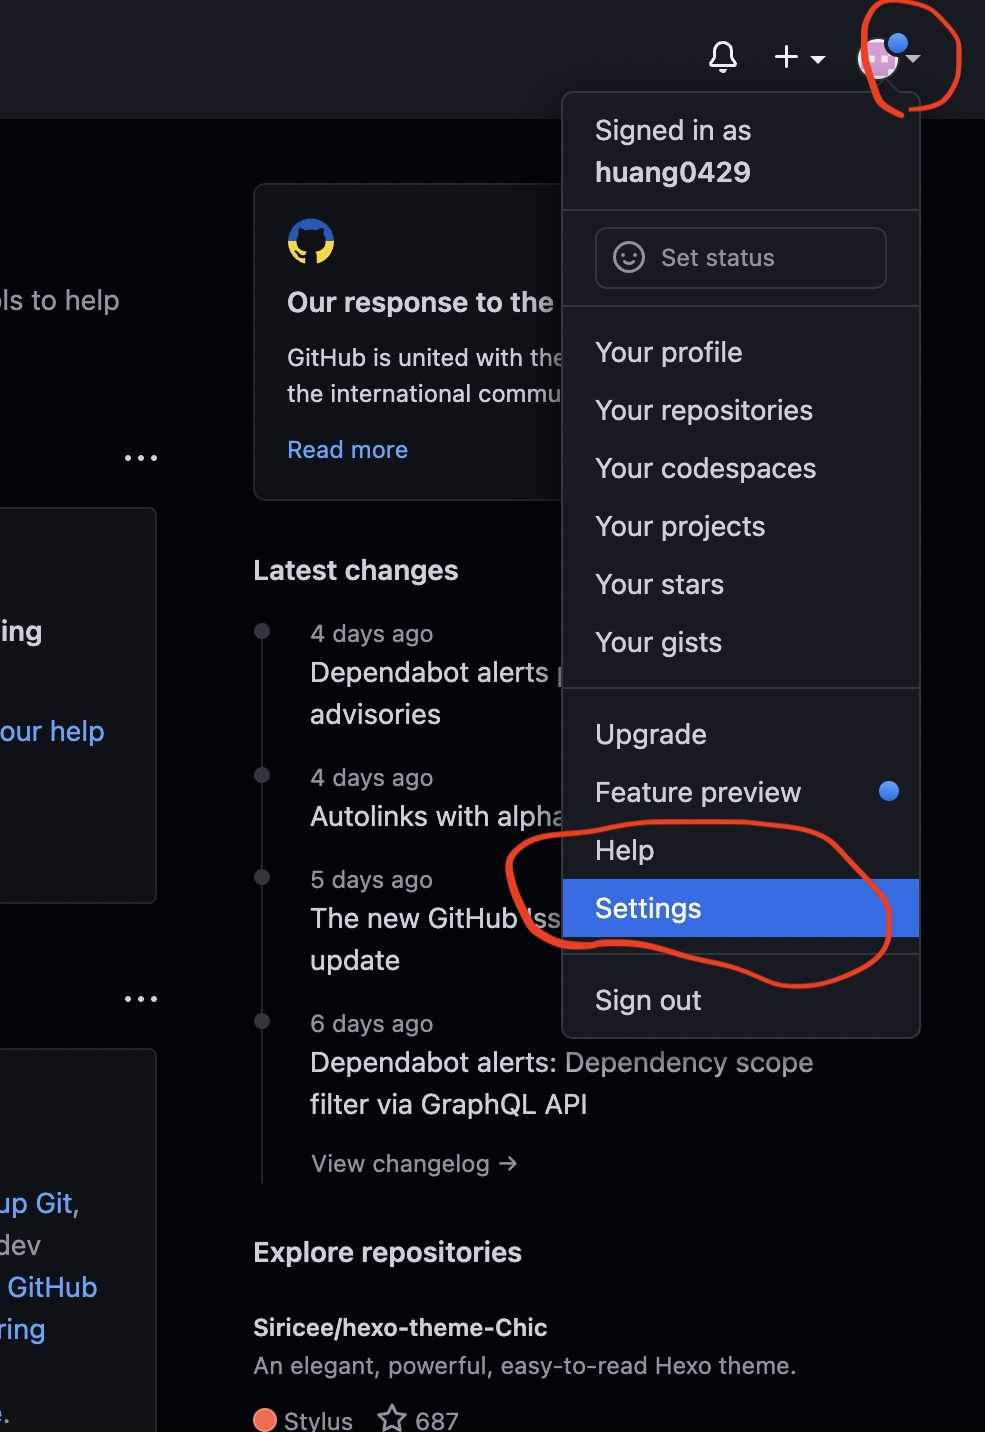 Signed in as
huang0429
Set status
Your profile
Your repositories
Your codespaces
Your projects
Your stars
Your gists
Upgrade
Feature preview
Help
Settings
Sign out
ls to help
ing
our help
up Git,
dev
GitHub
ring
Our response to the
GitHub is united with the
the international commu
Read more
Latest changes
4 days ago
Dependabot alerts
advisories
4 days ago
Autolinks with alpha
5 days ago
The new GitHub Iss
update
6 days ago
Dependabot alerts: Dependency scope
filter via GraphQL API
View changelog →
Explore repositories
Siricee/hexo-theme-Chic
An elegant, powerful, easy-to-read Hexo theme.
Stylus 687